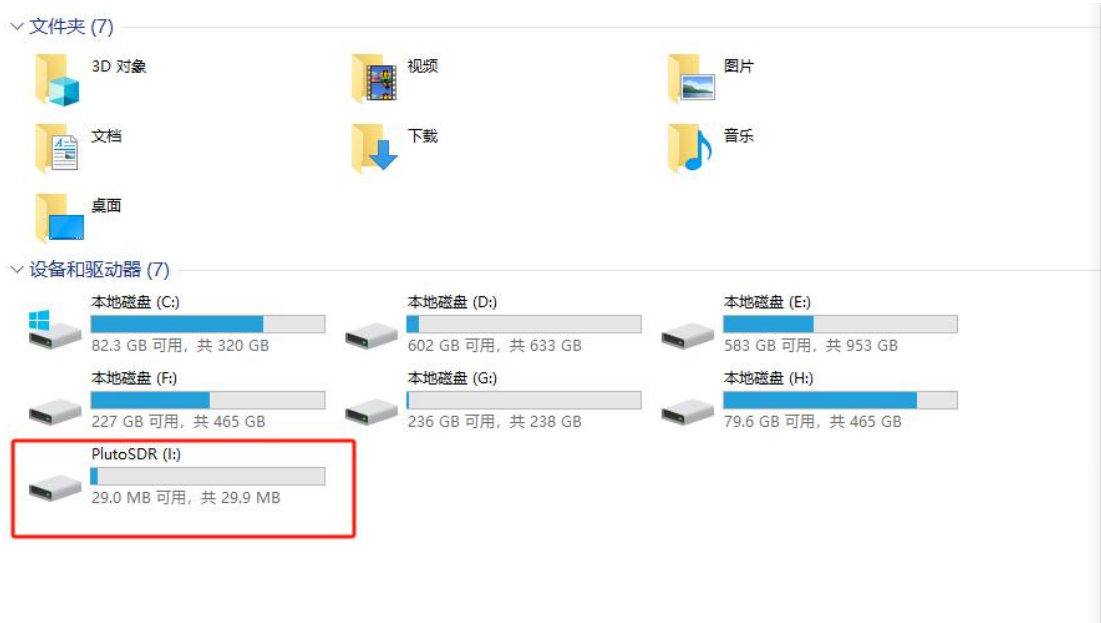 文件夹 (7)
3D 对象
视频
图片
文档
下载
音乐
桌面
设备和驱动器 (7)
本地磁盘 (C:)
82.3 GB 可用, 共 320 GB
本地磁盘 (D:)
602 GB 可用, 共 633 GB
本地磁盘 (E:)
583 GB 可用, 共 953 GB
本地磁盘 (F:)
227 GB 可用, 共 465 GB
本地磁盘 (G:)
236 GB 可用, 共 238 GB
本地磁盘 (H:)
79.6 GB 可用, 共 465 GB
PlutoSDR (I:)
29.0 MB 可用, 共 29.9 MB